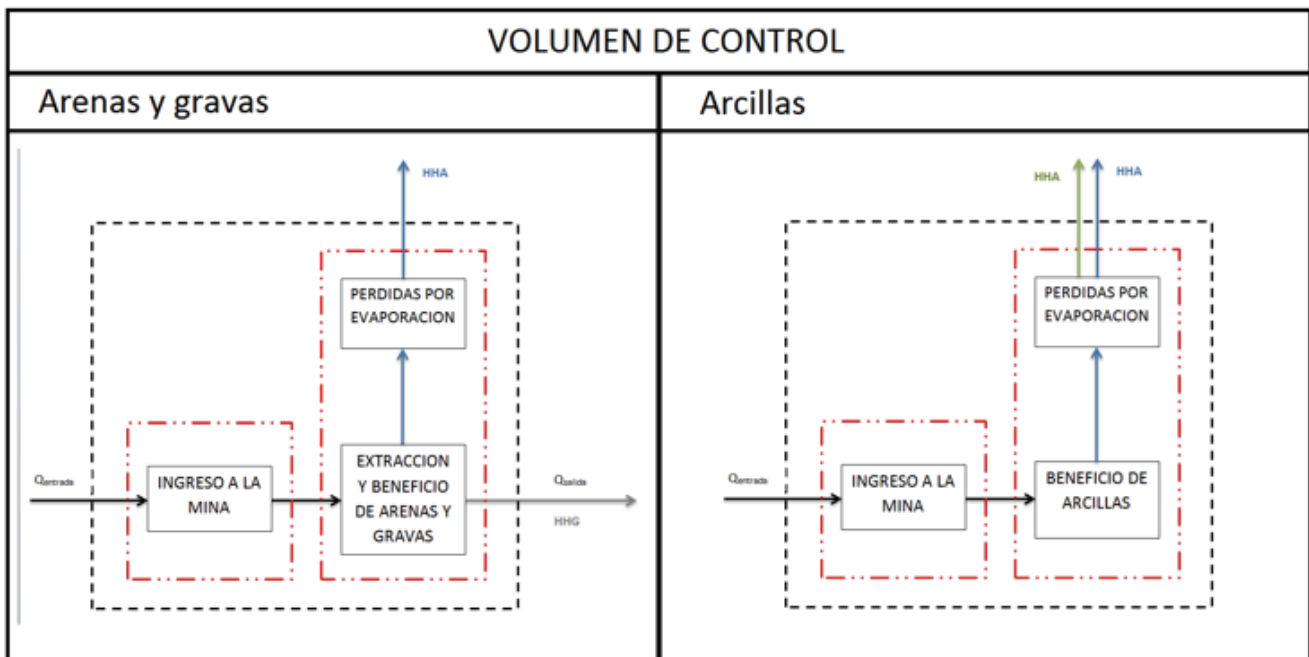 VOLUMEN DE CONTROL
Arenas y gravas
HHA
PERDIDAS POR
EVAPORACION
Qentrada
INGRESO A LA
MINA
EXTRACCION
Y BENEFICIO
DE ARENAS Y
GRAVAS
Qsalida
HHG
Arcillas
HHA
HHA
PERDIDAS POR
EVAPORACION
Qentrada
INGRESO A LA
MINA
BENEFICIO DE
ARCILLAS